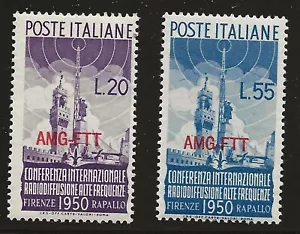 POSTE ITALIANE
L.20
AMG-FTT
CONFERENZA INTERNAZIONALE
RADIODIFFUSIONE ALTE FREQUENZE
FIRENZE 1950 RAPALLO
POSTE ITALIANE
L.55
AMG-FTT
CONFERENZA INTERNAZIONALE
RADIODIFFUSIONE ALTE FREQUENZE
FIRENZE 1950 RAPALLO